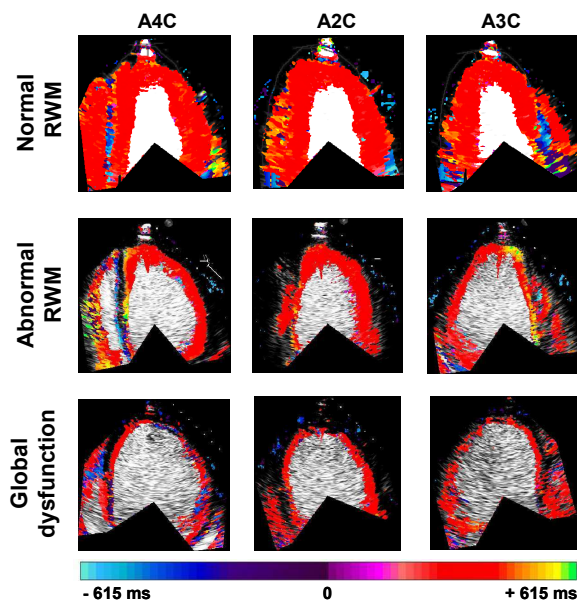 A4C A2C A3C
Normal
RWM
Abnormal
RWM
Global
dysfunction
- 615 ms 0 + 615 ms